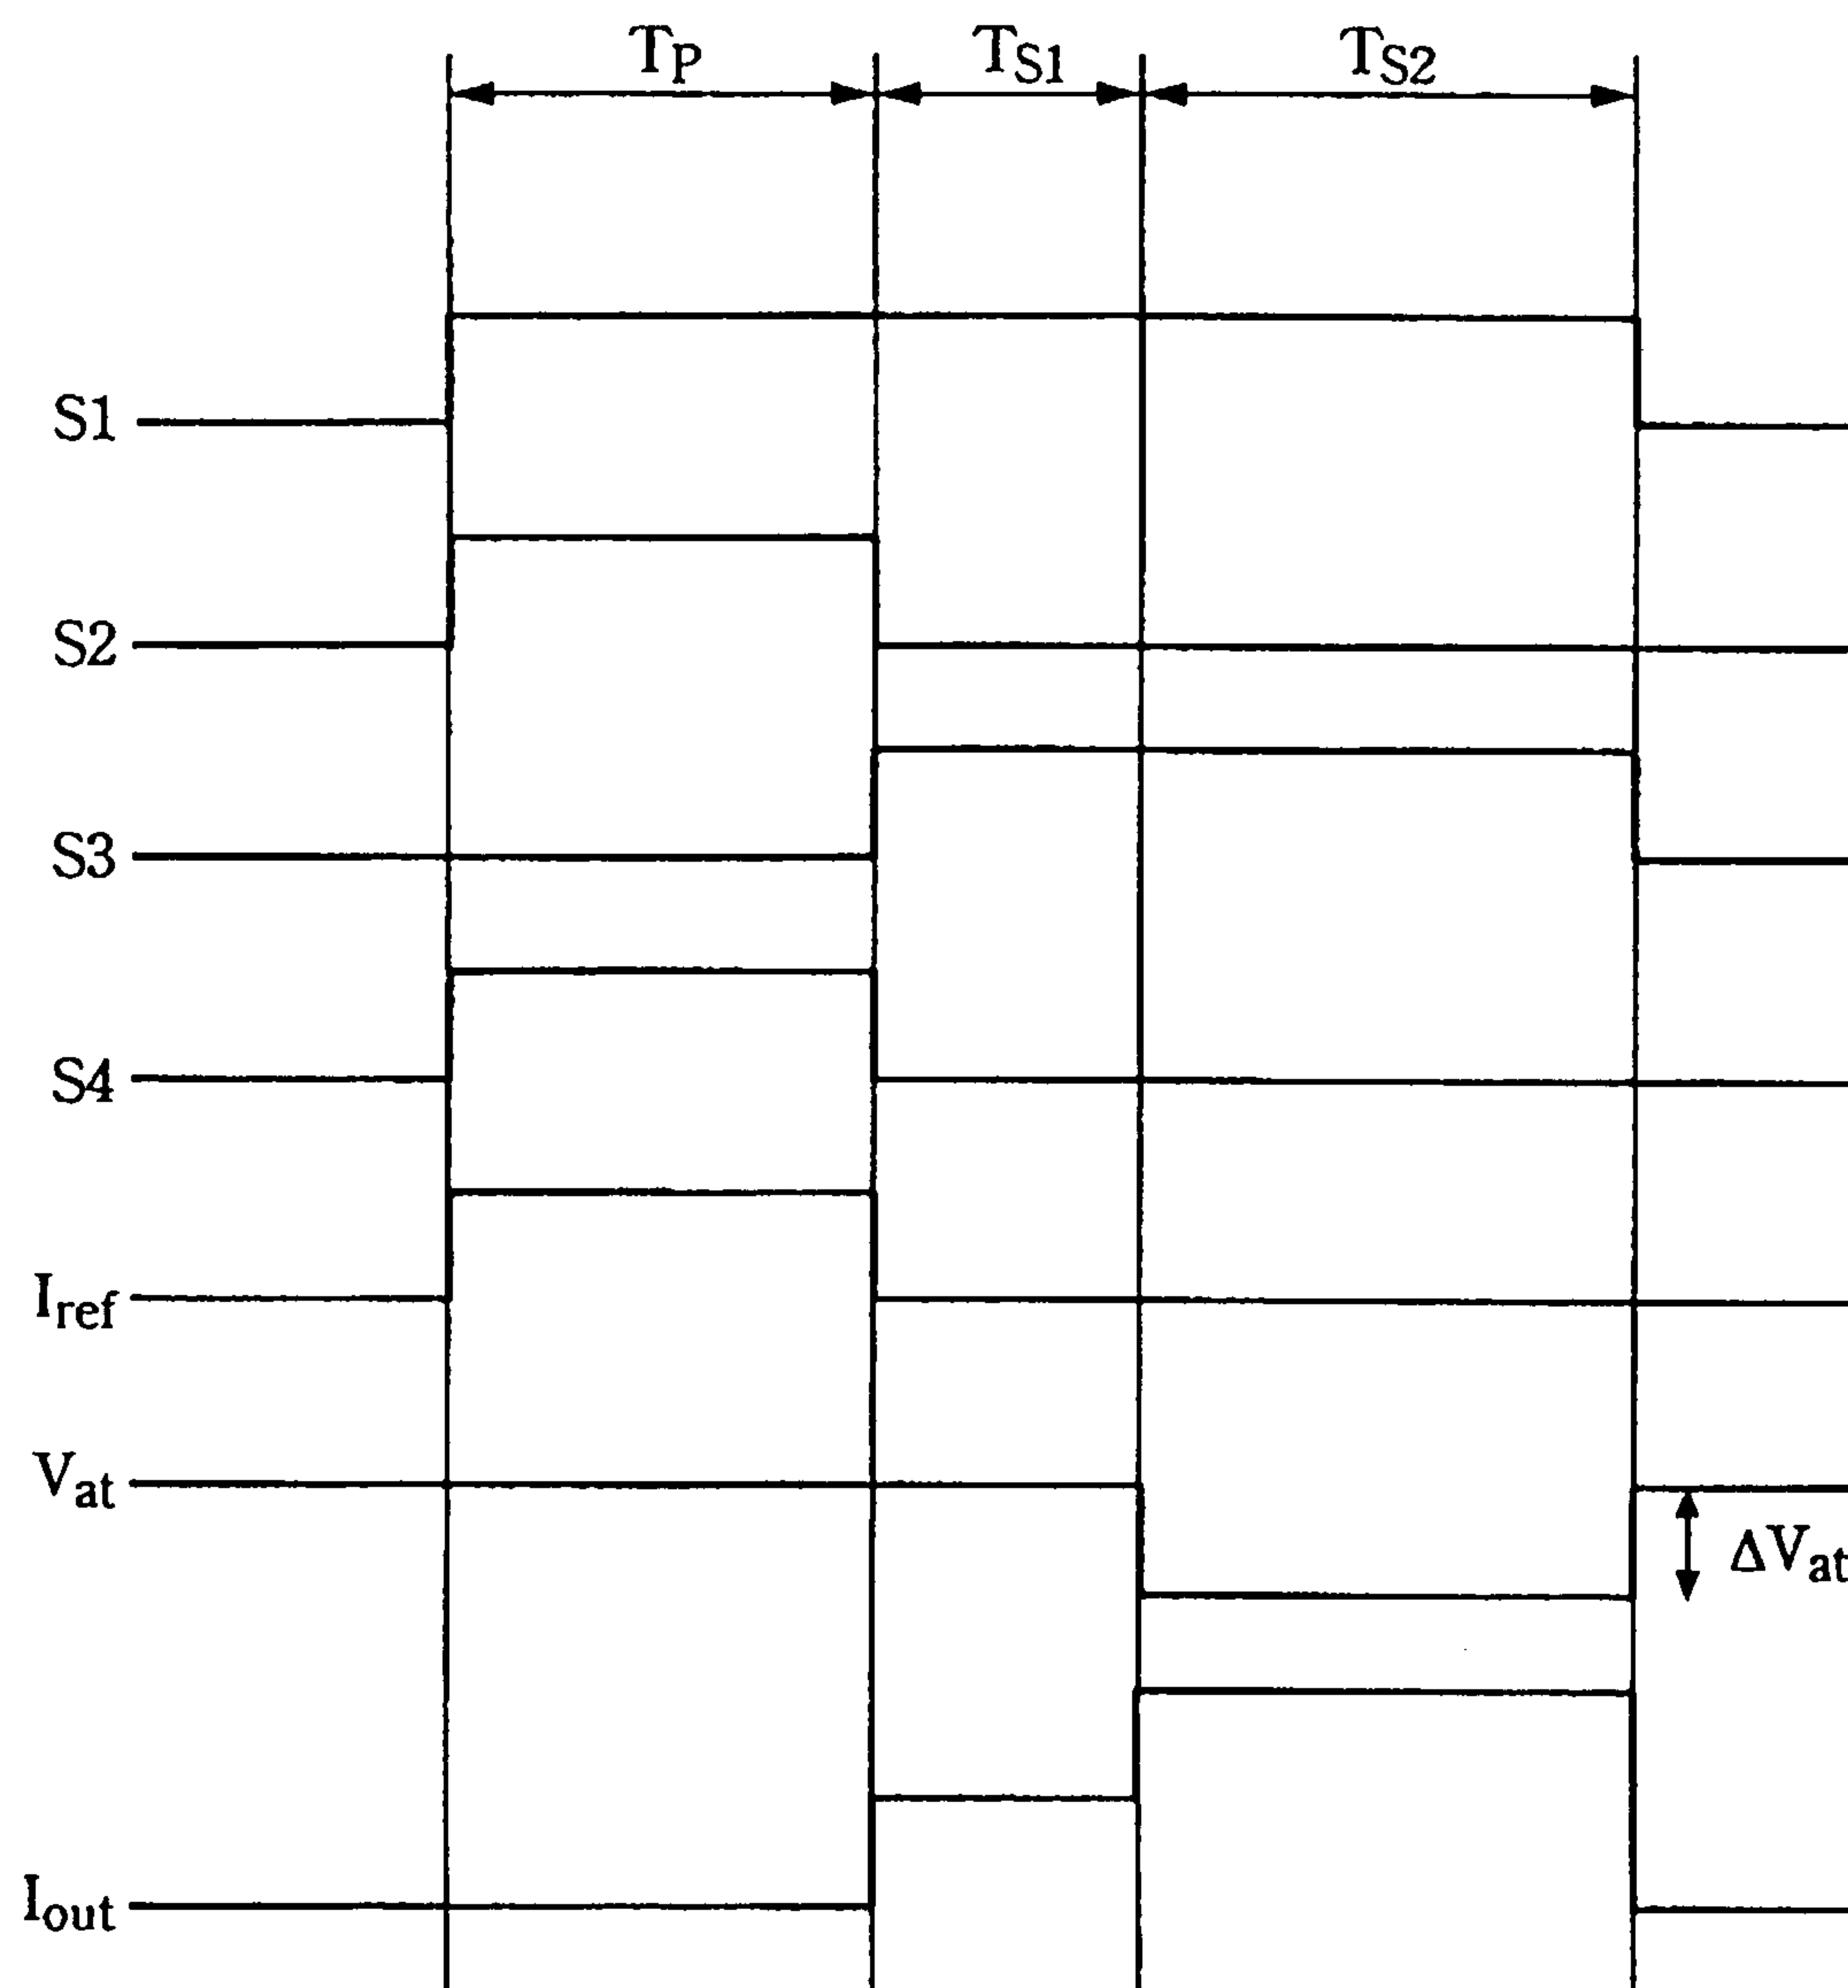 TP TS1 TS2
S1
S2
S3
S4
Iref
Vat
ΔVat
Iout